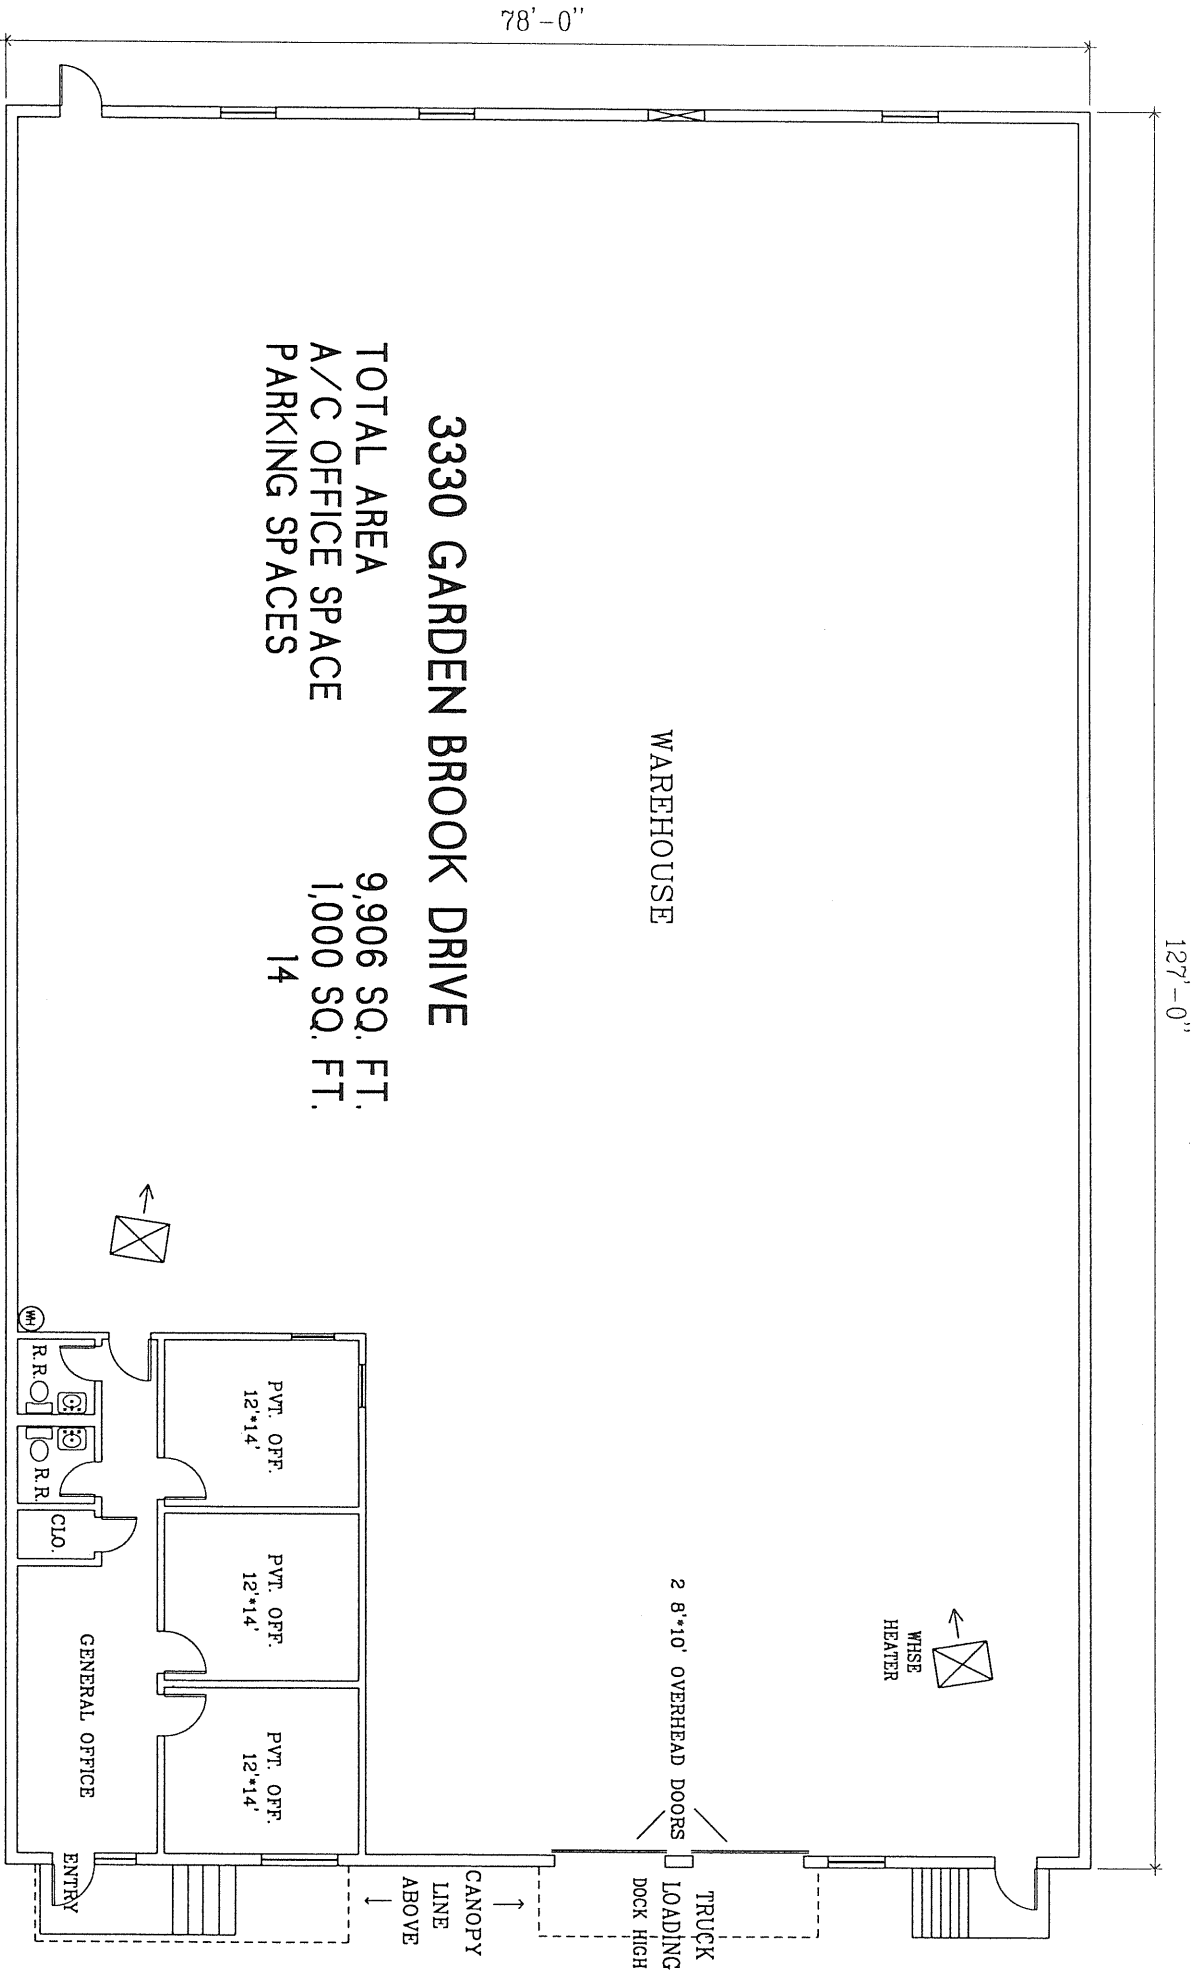 78'-0"
127'-0"
WAREHOUSE
3330 GARDEN BROOK DRIVE
TOTAL AREA 9,906 SQ. FT.
A/C OFFICE SPACE 1,000 SQ. FT.
PARKING SPACES 14
WHSE
HEATER
2 8'*10' OVERHEAD DOORS
TRUCK
LOADING
DOCK HIGH
CANOPY
LINE
ABOVE
WH
R.R.
R.R.
CLO.
PVT. OFF.
12'*14'
PVT. OFF.
12'*14'
PVT. OFF.
12'*14'
GENERAL OFFICE
ENTRY